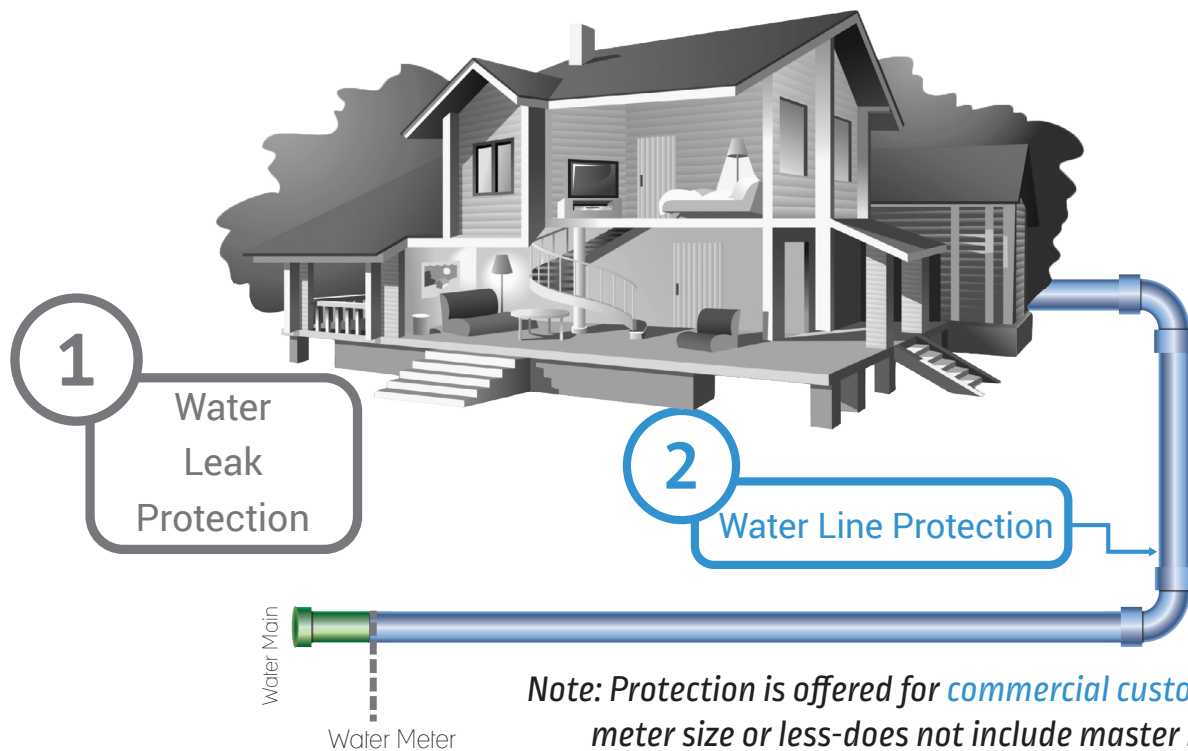 1
Water
Leak
Protection
2
Water Line Protection
Water Main
Water Meter
Note: Protection is offered for commercial
meter size or less-does not include master